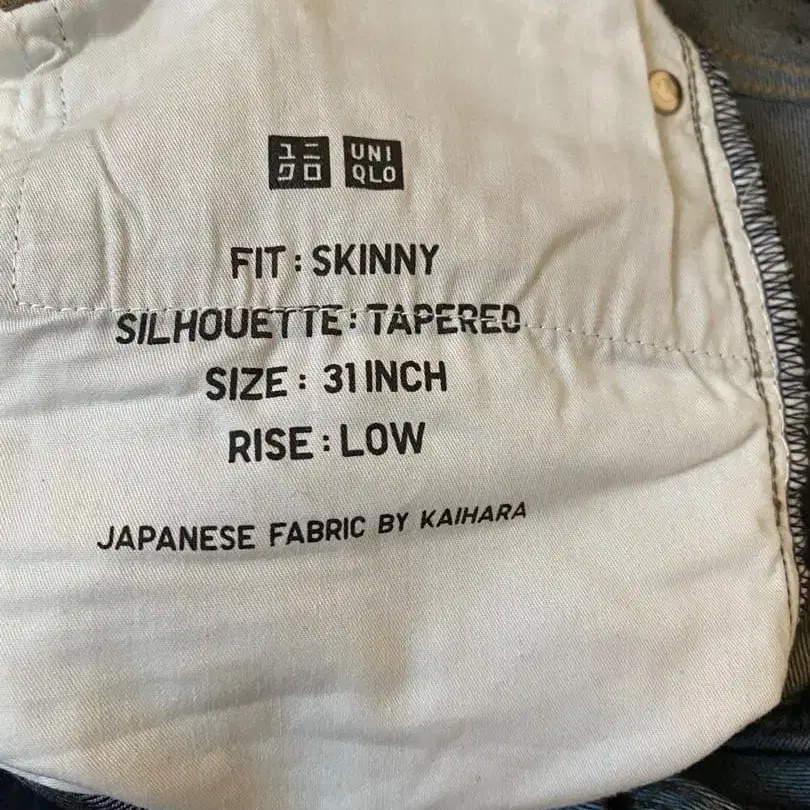 ユニ UNI
クロ QLO
FIT : SKINNY
SILHOUETTE : TAPERED
SIZE : 31 INCH
RISE : LOW
JAPANESE FABRIC BY KAIHARA